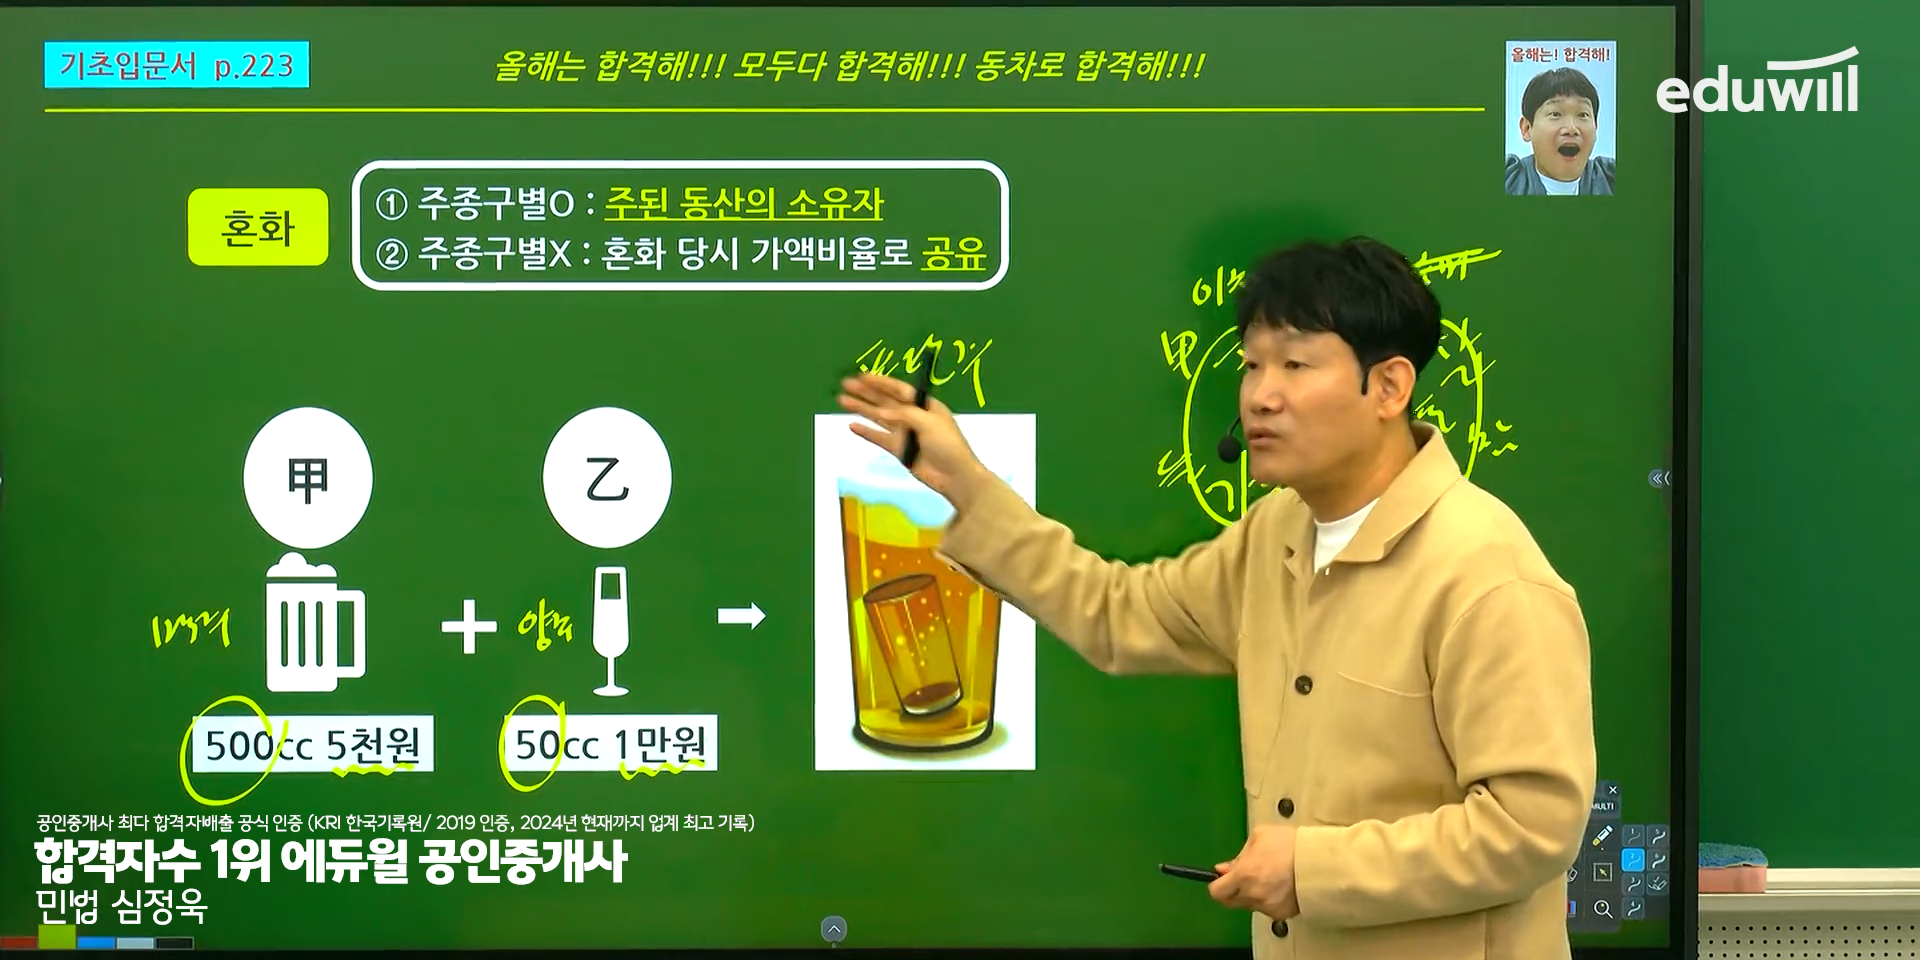 기초입문서 p.223
올해는 합격해!!! 모두다 합격해!!! 동차로 합격해!!!
올해는! 합격해!
eduwill
혼화
① 주종구별O : 주된 동산의 소유자
② 주종구별X : 혼화 당시 가액비율로 공유
甲
乙
맥주
양주
500cc 5천원
50cc 1만원
공인중개사 최다 합격자배출 공식 인증 (KRI 한국기록원/ 2019 인증, 2024년 현재까지 업계 최고 기록)
합격자수 1위 에듀윌 공인중개사
민법 심정욱
MULTI